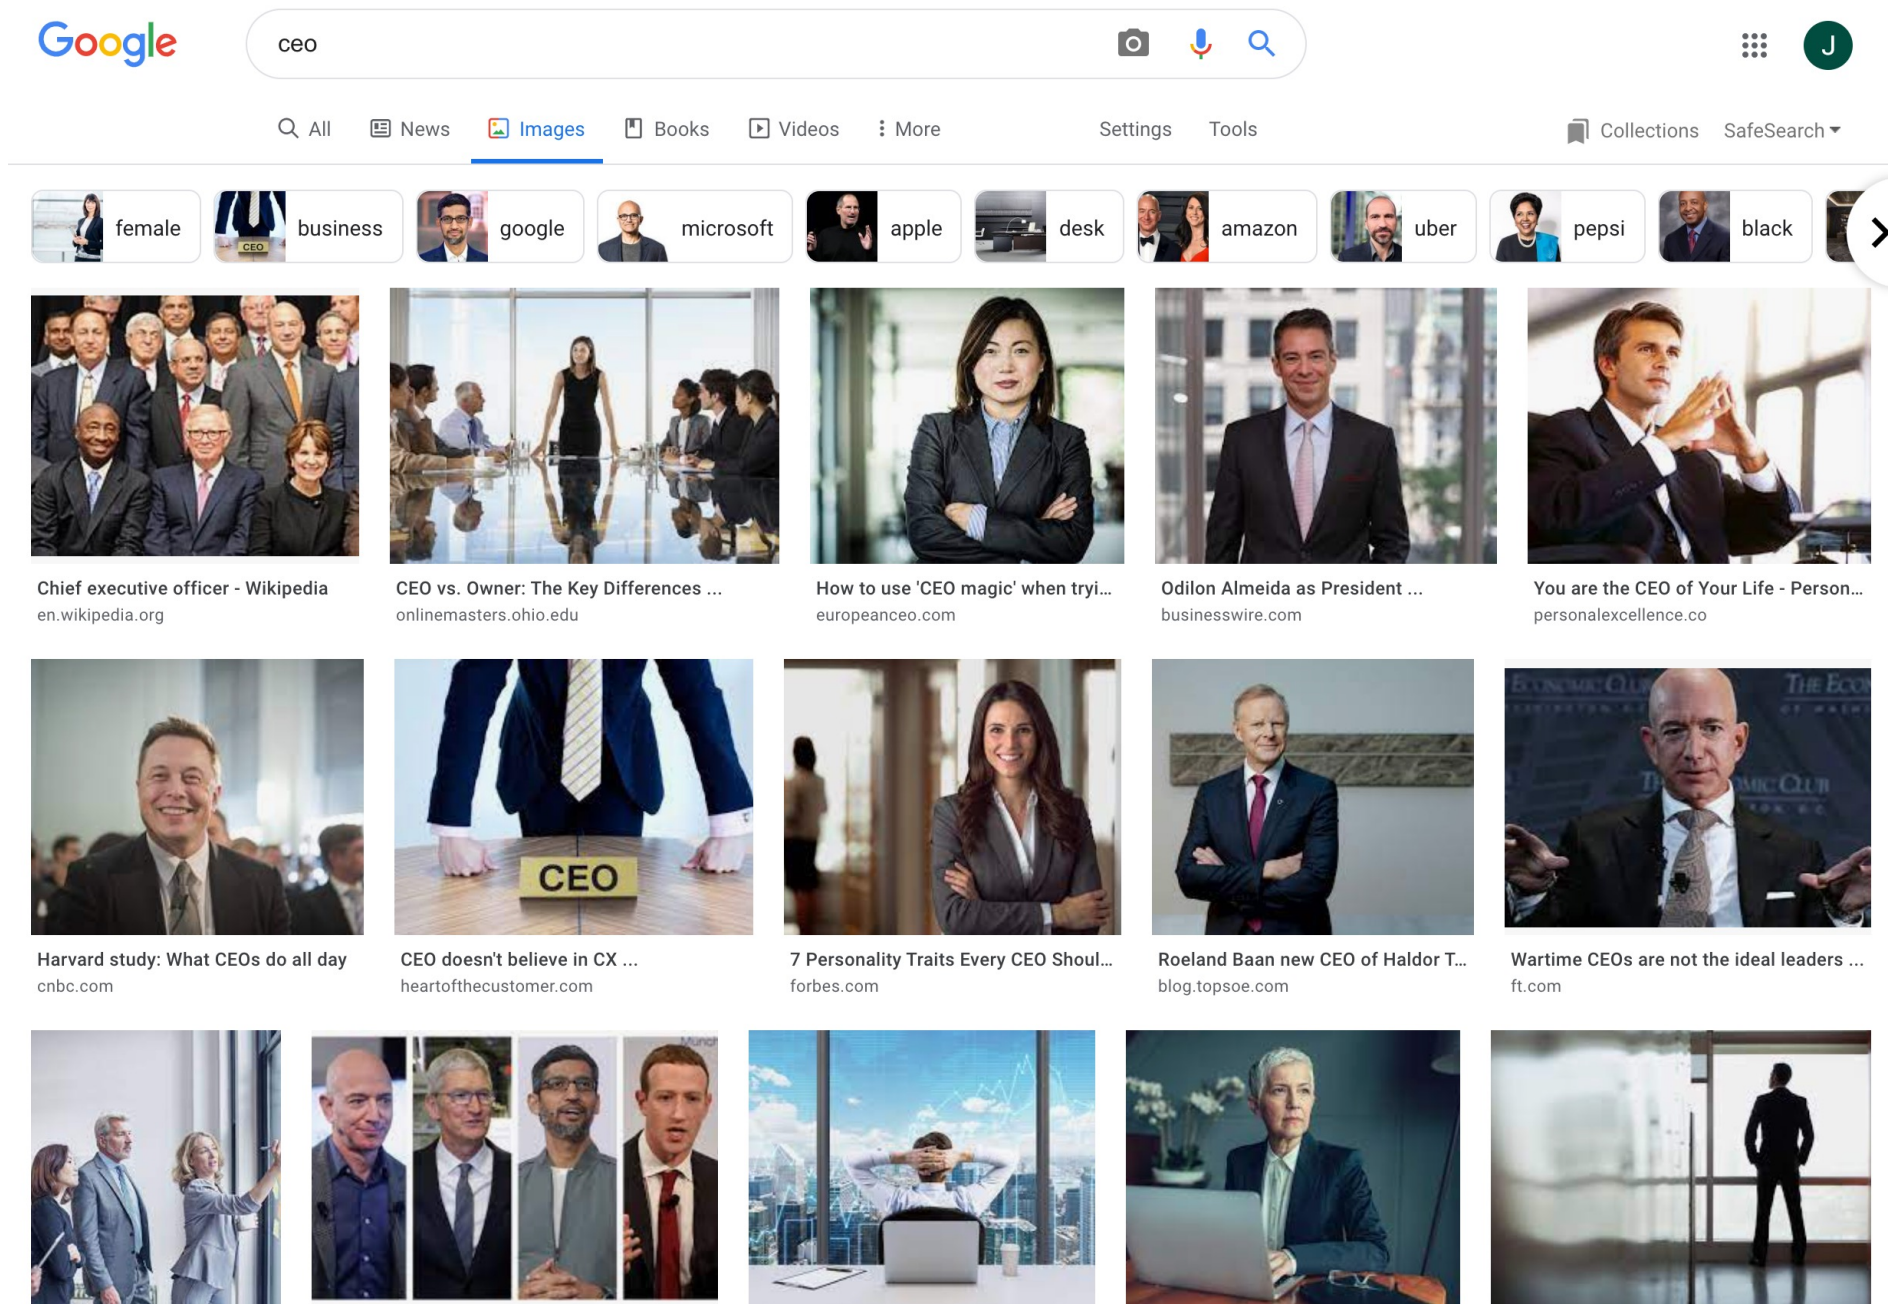 Google
ceo
J
All
News
Images
Books
Videos
More
Settings
Tools
Collections
SafeSearch
female
business
CEO
google
microsoft
apple
desk
amazon
uber
pepsi
black
Chief executive officer - Wikipedia
en.wikipedia.org
CEO vs. Owner: The Key Differences ...
onlinemasters.ohio.edu
How to use 'CEO magic' when tryi...
europeanceo.com
Odilon Almeida as President ...
businesswire.com
You are the CEO of Your Life - Person...
personalexcellence.co
CEO
ECONOMIC CLU
THE ECO
Harvard study: What CEOs do all day
cnbc.com
CEO doesn't believe in CX ...
heartofthecustomer.com
7 Personality Traits Every CEO Shoul...
forbes.com
Roeland Baan new CEO of Haldor T...
blog.topsoe.com
Wartime CEOs are not the ideal leaders ...
ft.com